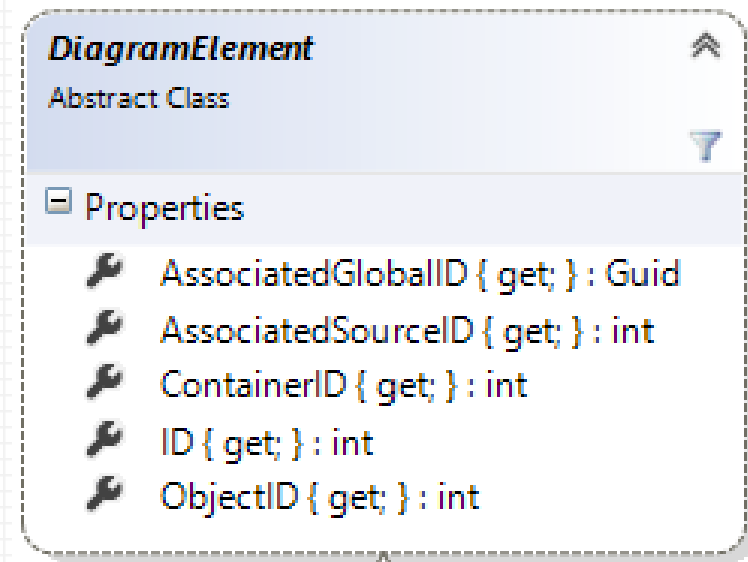 DiagramElement
Abstract Class
Properties
AssociatedGlobalID { get; } : Guid
AssociatedSourceID { get; } : int
ContainerID { get; } : int
ID { get; } : int
ObjectID { get; } : int